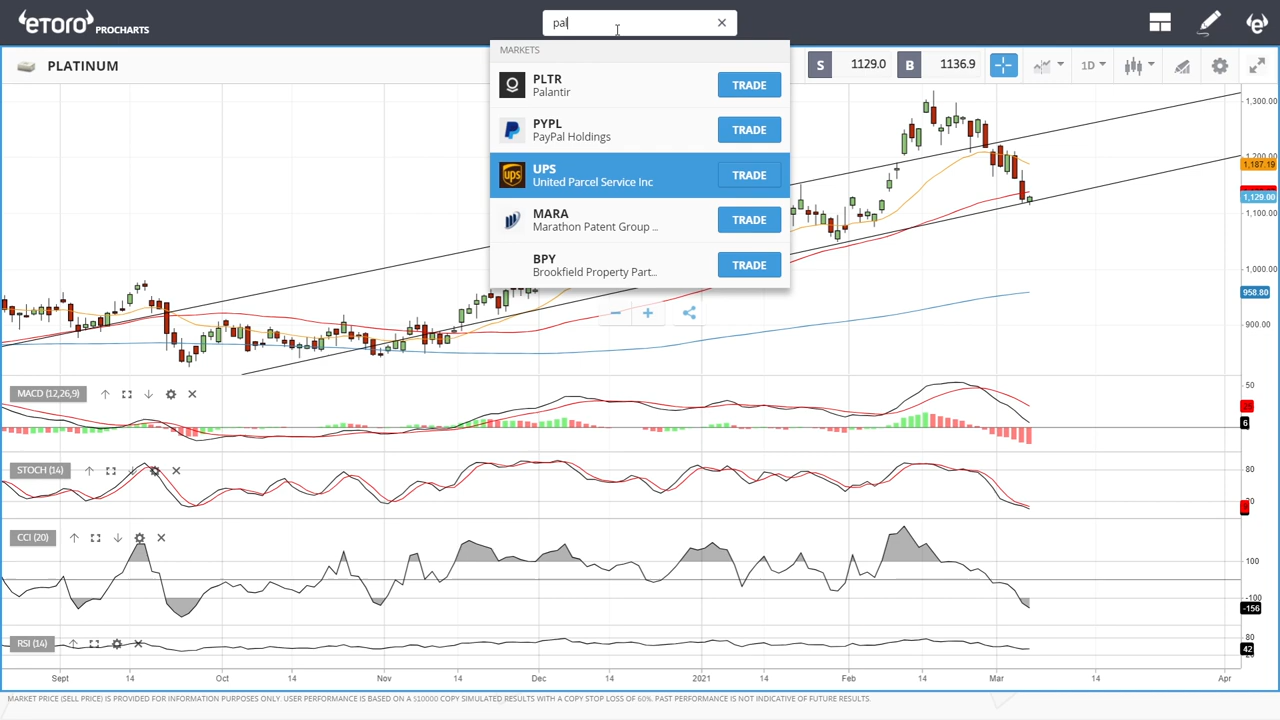 eToro PROCHARTS
pal
MARKETS
PLTR
Palantir
TRADE
PYPL
PayPal Holdings
TRADE
ups
UPS
United Parcel Service Inc
TRADE
MARA
Marathon Patent Group ..
TRADE
BPY
Brookfield Property Part...
TRADE
PLATINUM
S 1129.0 B 1136.9 1D
1,300.00
1,200.00
1,187.19
1,129.00
1,100.00
1,000.00
958.80
900.00
MACD (12,26,9)
50
6
STOCH (14)
80
20
CCI (20)
100
-100
-156
RSI (14)
80
42
Sept 14 Oct 14 Nov 14 Dec 14 2021 14 Feb 14 Mar 14 Apr
MARKET PRICE (SELL PRICE) IS PROVIDED FOR INFORMATION PURPOSES ONLY. USER PERFORMANCE IS BASED ON A $10000 COPY SIMULATED RESULTS WITH A COPY STOP LOSS OF 60%. PAST PERFORMANCE IS NOT INDICATIVE OF FUTURE RESULTS.